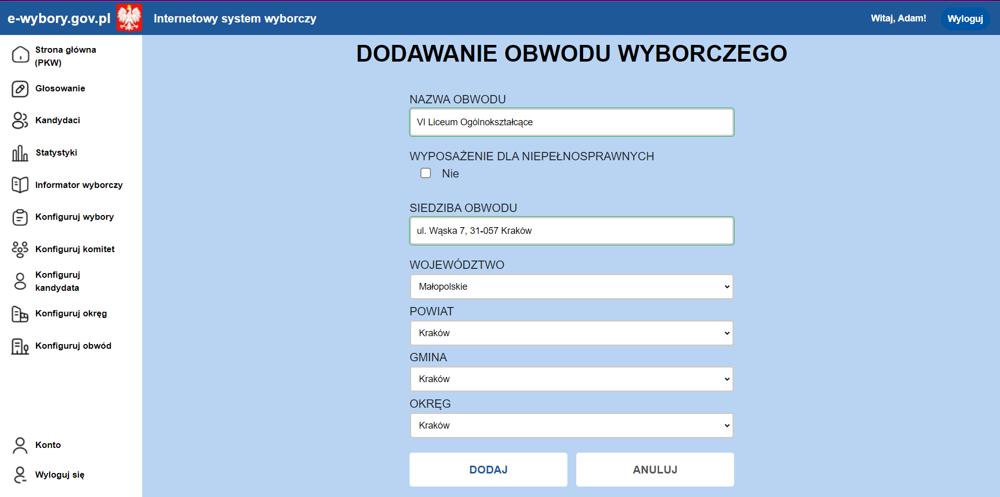 e-wybory.gov.pl
Internetowy system wyborczy
Witaj, Adam!
Wyloguj
Strona główna
(PKW)
Głosowanie
Kandydaci
Statystyki
Informator wyborczy
Konfiguruj wybory
Konfiguruj komitet
Konfiguruj
kandydata
Konfiguruj okręg
Konfiguruj obwód
Konto
Wyloguj się
DODAWANIE OBWODU WYBORCZEGO
NAZWA OBWODU
VI Liceum Ogólnokształcące
WYPOSAŻENIE DLA NIEPEŁNOSPRAWNYCH
Nie
SIEDZIBA OBWODU
ul. Wąska 7, 31-057 Kraków
WOJEWÓDZTWO
Małopolskie
POWIAT
Kraków
GMINA
Kraków
OKRĘG
Kraków
DODAJ
ANULUJ